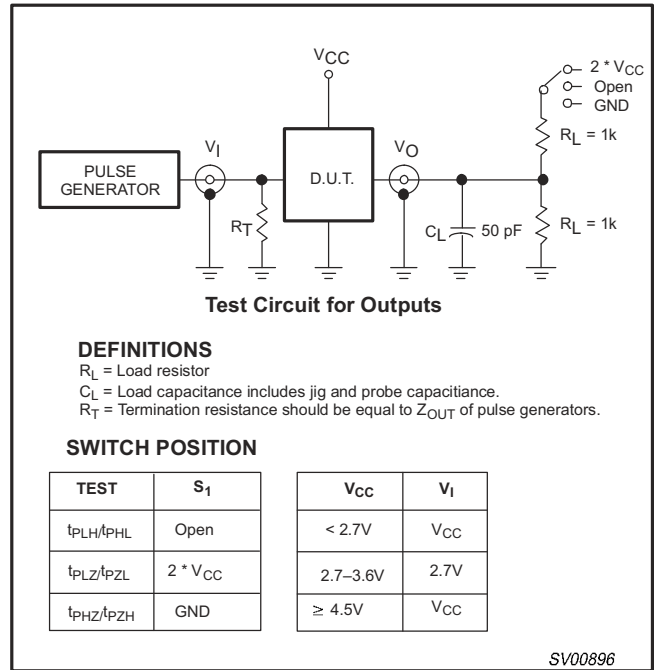 VCC
2 * VCC
Open
GND
RL = 1k
VI
VO
PULSE
GENERATOR
D.U.T.
RT
CL
50 pF
RL = 1k
Test Circuit for Outputs
DEFINITIONS
RL = Load resistor
CL = Load capacitance includes jig and probe capacitiance.
RT = Termination resistance should be equal to ZOUT of pulse generators.
SWITCH POSITION
TEST S1
tPLH/tPHL Open
tPLZ/tPZL 2 * VCC
tPHZ/tPZH GND
VCC VI
< 2.7V VCC
2.7–3.6V 2.7V
≥ 4.5V VCC
SV00896